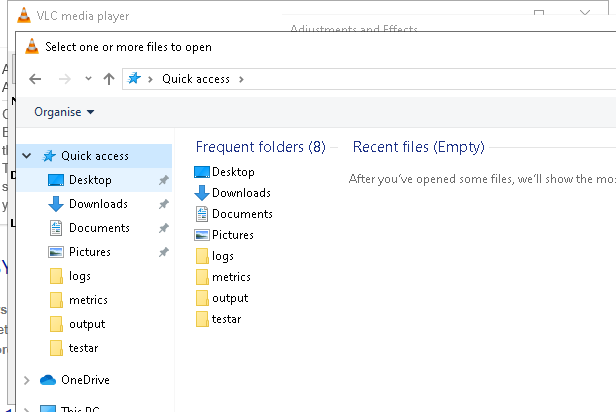 VLC media player
Adjustments and Effects
Select one or more files to open
Quick access
Organise
Quick access
Desktop
Downloads
Documents
Pictures
logs
metrics
output
testar
OneDrive
This PC
Frequent folders (8)
Desktop
Downloads
Documents
Pictures
logs
metrics
output
testar
Recent files (Empty)
After you've opened some files, we'll show the mos